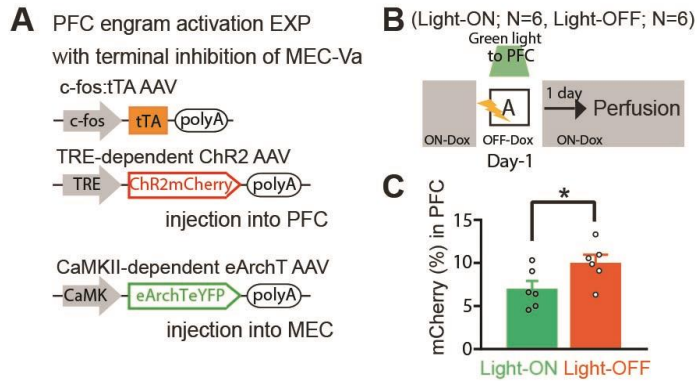 A PFC engram activation EXP
with terminal inhibition of MEC-Va
c-fos:tTA AAV
c-fos tTA polyA
TRE-dependent ChR2 AAV
TRE ChR2mCherry polyA
injection into PFC
CaMKII-dependent eArchT AAV
CaMK eArchTeYFP polyA
injection into MEC
B (Light-ON; N=6, Light-OFF; N=6)
Green light
to PFC
A
1 day
Perfusion
ON-Dox OFF-Dox ON-Dox
Day-1
C
*
mCherry (%) in PFC
15
10
5
0
Light-ON Light-OFF